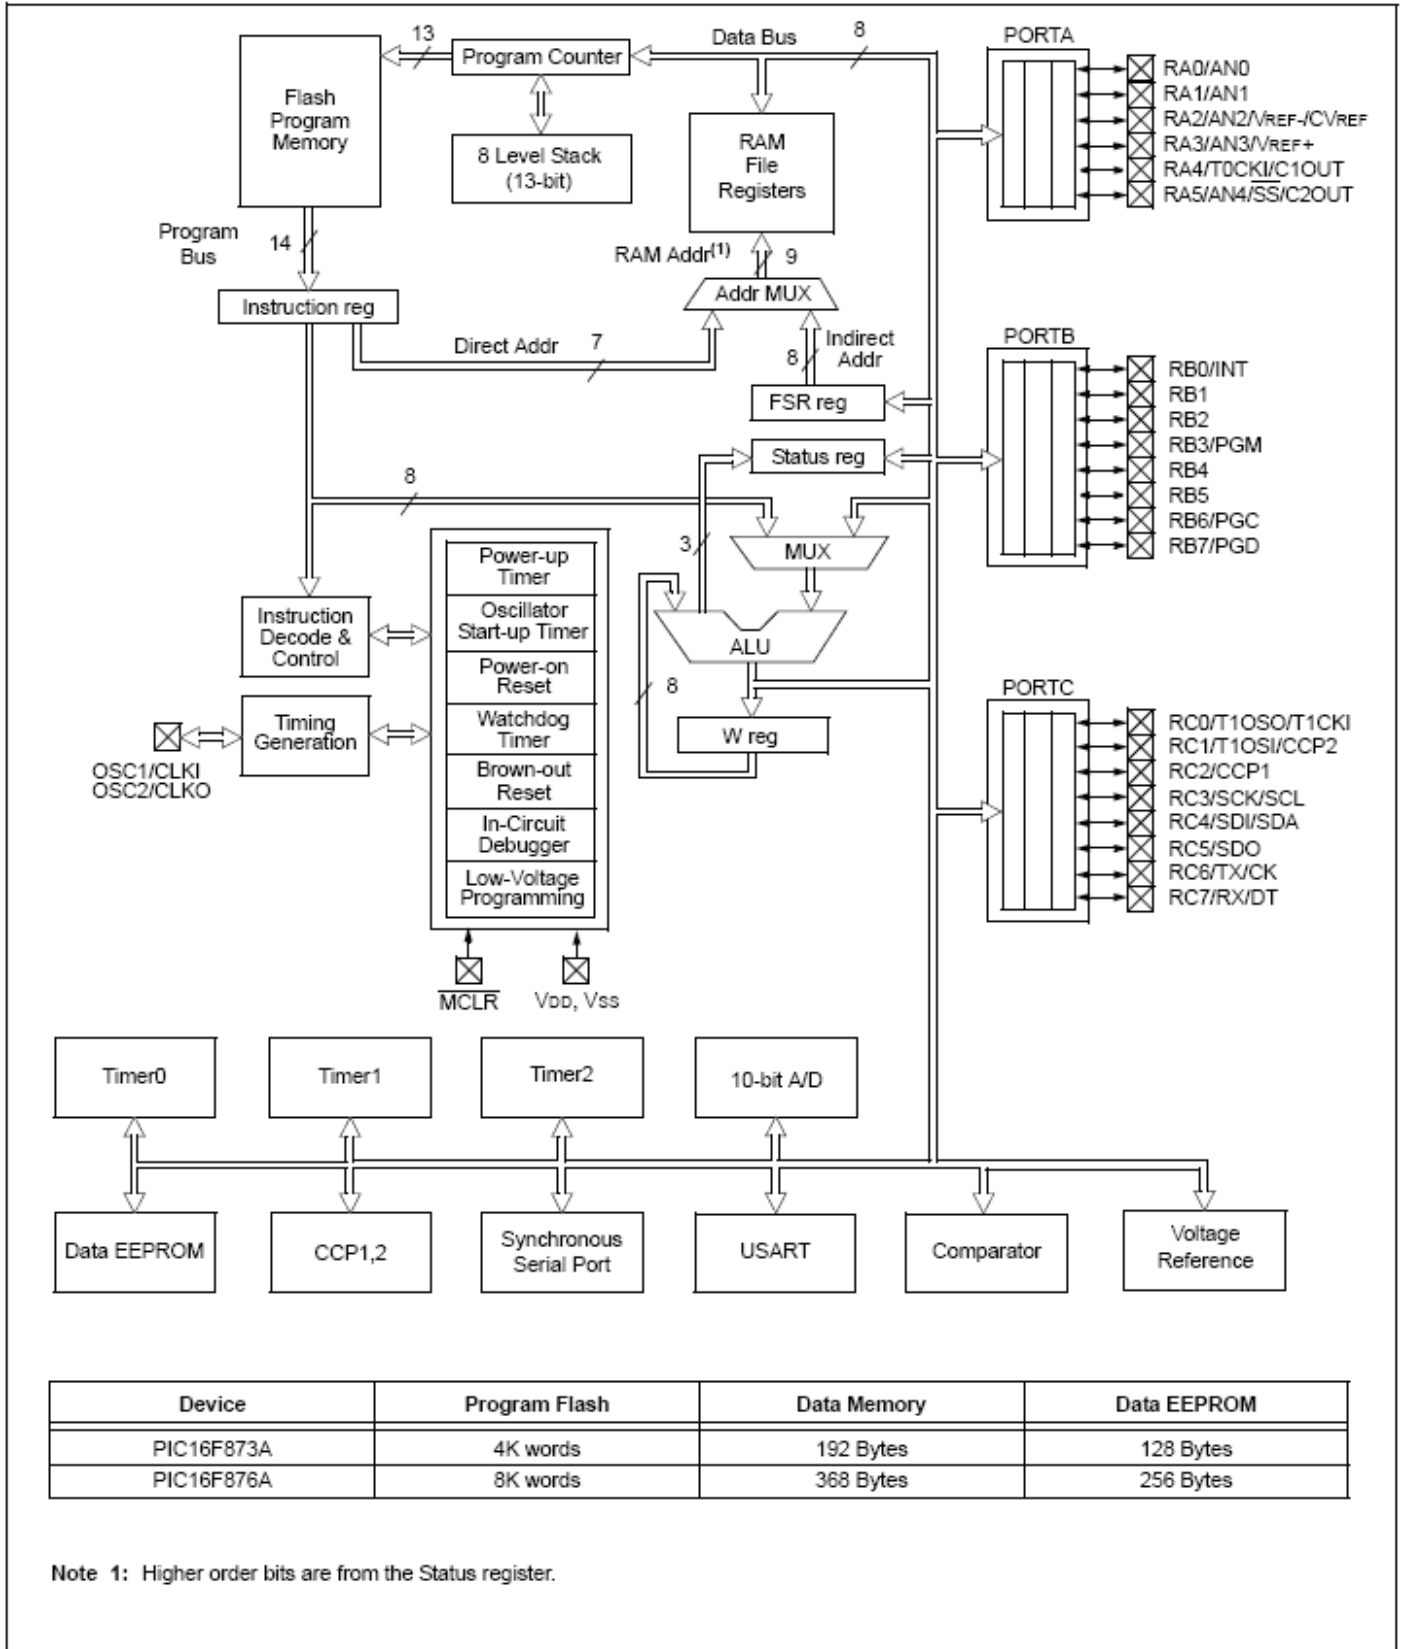 13
Data Bus
8
PORTA
Program Counter
Flash
Program
Memory
8 Level Stack
(13-bit)
RAM
File
Registers
RA0/AN0
RA1/AN1
RA2/AN2/VREF-/CVREF
RA3/AN3/VREF+
RA4/T0CKI/C1OUT
RA5/AN4/SS/C2OUT
Program
Bus
14
RAM Addr(1)
9
Instruction reg
Addr MUX
Direct Addr
7
8
Indirect
Addr
FSR reg
PORTB
RB0/INT
RB1
RB2
RB3/PGM
RB4
RB5
RB6/PGC
RB7/PGD
Status reg
8
3
MUX
Power-up
Timer
Oscillator
Start-up Timer
Power-on
Reset
Watchdog
Timer
Brown-out
Reset
In-Circuit
Debugger
Low-Voltage
Programming
Instruction
Decode &
Control
ALU
8
W reg
Timing
Generation
OSC1/CLKI
OSC2/CLKO
PORTC
RC0/T1OSO/T1CKI
RC1/T1OSI/CCP2
RC2/CCP1
RC3/SCK/SCL
RC4/SDI/SDA
RC5/SDO
RC6/TX/CK
RC7/RX/DT
MCLR
VDD, VSS
Timer0
Timer1
Timer2
10-bit A/D
Data EEPROM
CCP1,2
Synchronous
Serial Port
USART
Comparator
Voltage
Reference
Device Program Flash Data Memory Data EEPROM
PIC16F873A 4K words 192 Bytes 128 Bytes
PIC16F876A 8K words 368 Bytes 256 Bytes
Note 1: Higher order bits are from the Status register.